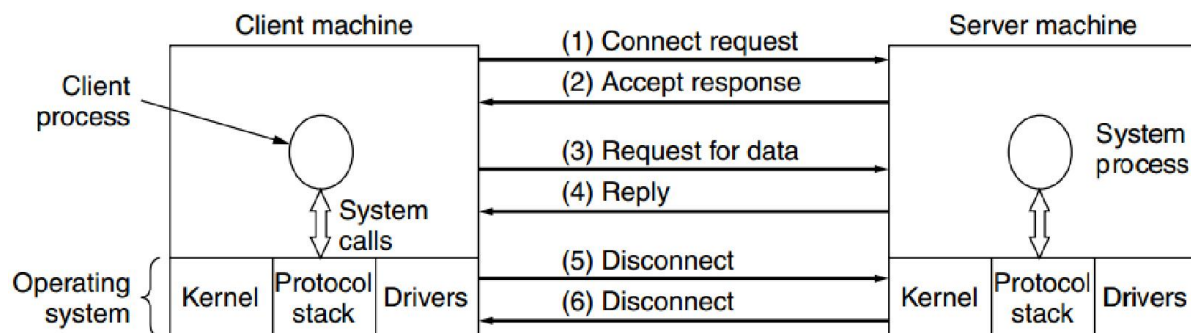 Client machine
Server machine
(1) Connect request
(2) Accept response
Client
process
(3) Request for data
System
process
(4) Reply
System
calls
Operating
system
Kernel
Protocol
stack
Drivers
(5) Disconnect
(6) Disconnect
Kernel
Protocol
stack
Drivers